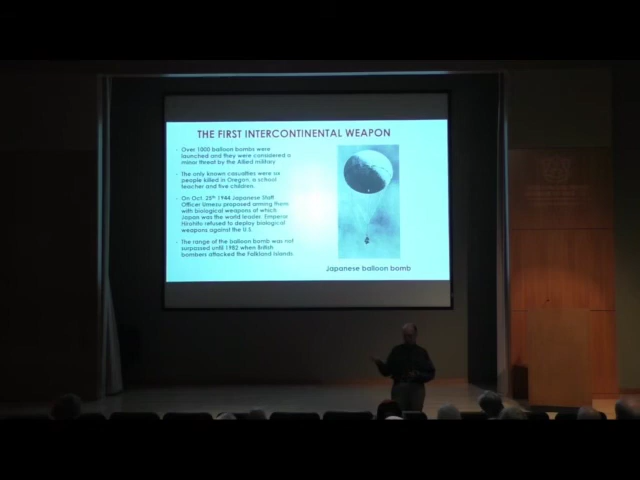 THE FIRST INTERCONTINENTAL WEAPON
- Over 1000 balloon bombs were
launched and they were considered a
minor threat by the Allied military
- The only known casualties were six
people killed in Oregon, a school
teacher and five children.
- On Oct. 25th 1944 Japanese Staff
Officer Umesu proposed arming them
with biological weapons of which
Japan was the world leader. Emperor
Hirohito refused to deploy biological
weapons against the U.S.
- The range of the balloon bomb was not
surpassed until 1982 when British
bombers attacked the Falkland Islands
Japanese balloon bomb